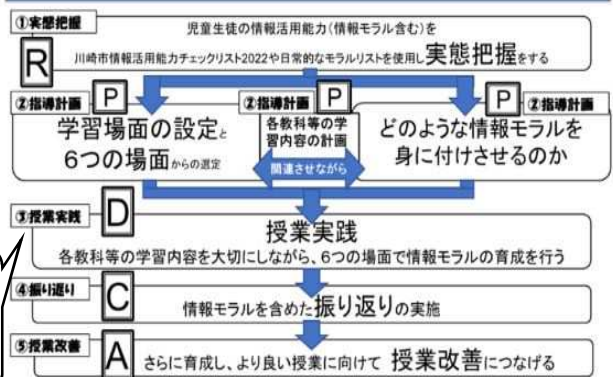 ①実態把握
R
児童生徒の情報活用能力(情報モラル含む)を
川崎市情報活用能力チェックリスト2022や日常的なモラルリストを使用し実態把握をする
②指導計画
P
学習場面の設定と
6つの場面からの選定
②指導計画
P
各教科等の学
習内容の計画
関連させながら
P
②指導計画
どのような情報モラルを
身に付けさせるのか
③授業実践
D
授業実践
各教科等の学習内容を大切にしながら、6つの場面で情報モラルの育成を行う
④振り返り
C
情報モラルを含めた振り返りの実施
⑤授業改善
A
さらに育成し、より良い授業に向けて 授業改善につなげる